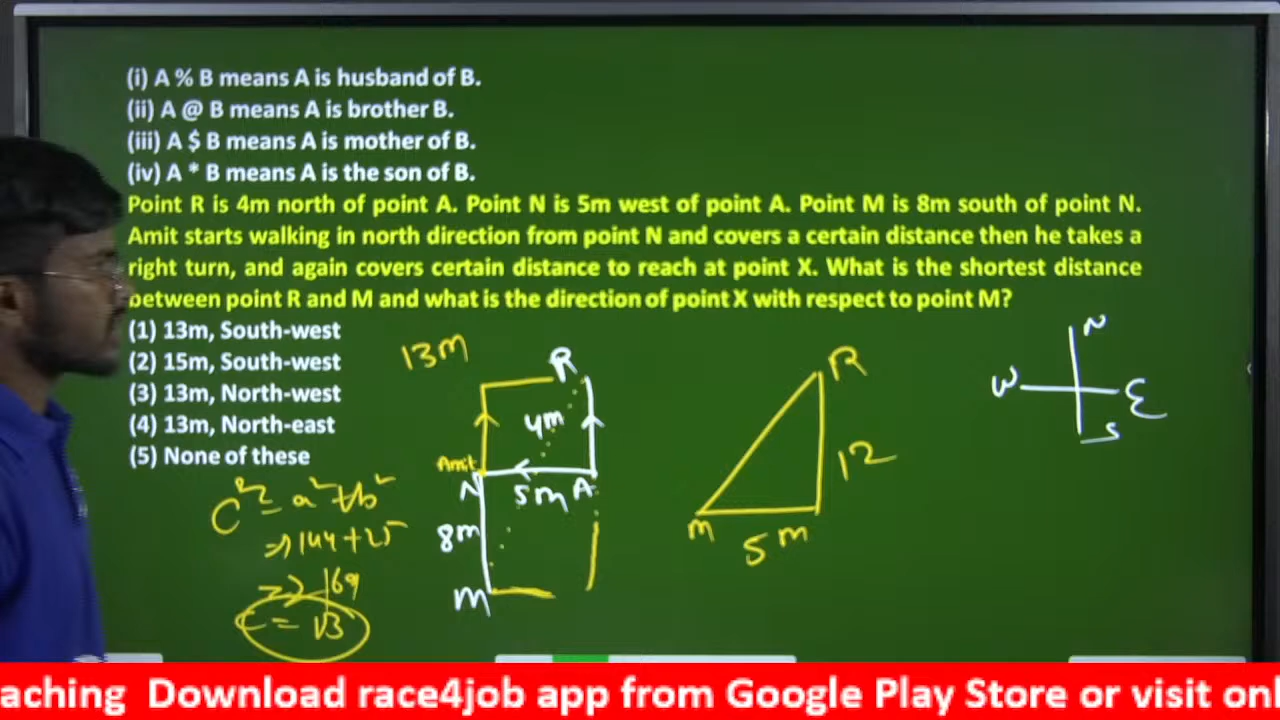 (i) A % B means A is husband of B.
(ii) A @ B means A is brother B.
(iii) A $ B means A is mother of B.
(iv) A * B means A is the son of B.
Point R is 4m north of point A. Point N is 5m west of point A. Point M is 8m south of point N.
Amit starts walking in north direction from point N and covers a certain distance then he takes a
right turn, and again covers certain distance to reach at point X. What is the shortest distance
between point R and M and what is the direction of point X with respect to point M?
(1) 13m, South-west
(2) 15m, South-west
(3) 13m, North-west
(4) 13m, North-east
(5) None of these
13M
R
4m
Amit
N
5m A
8m
M
C² = a² + b²
⇒ 144 + 25
⇒ 169
C = 13
R
12
M
5m
N
W
E
S
aching Download race4job app from Google Play Store or visit onl